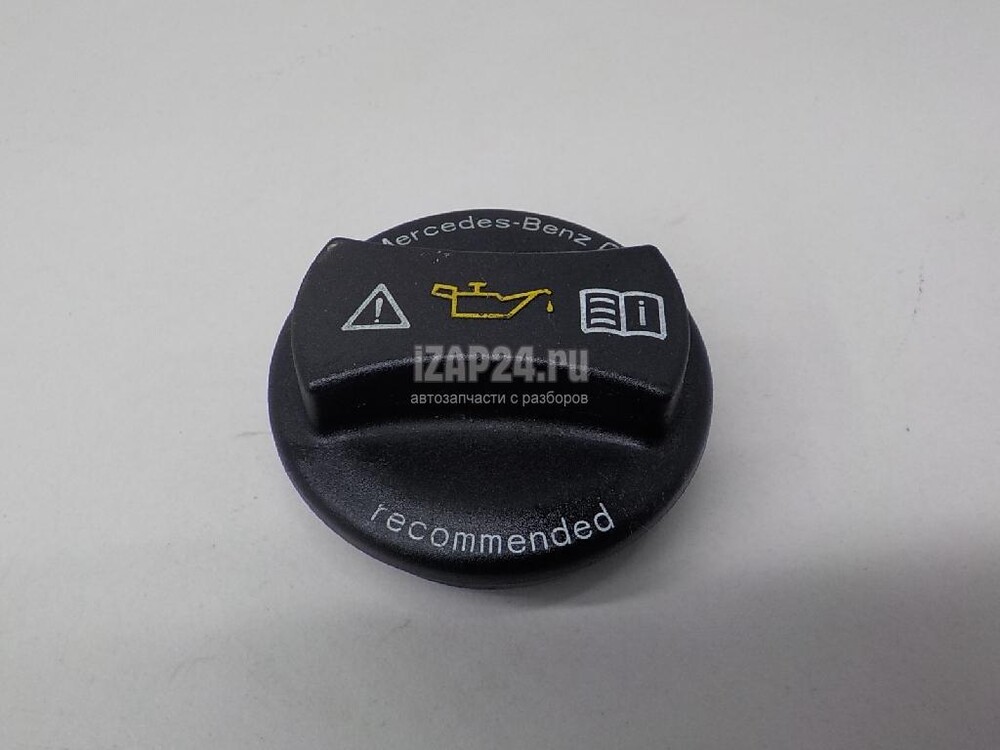 Mercedes-Benz
i
iZAP24.ru
автозапчасти с разборов
recommended